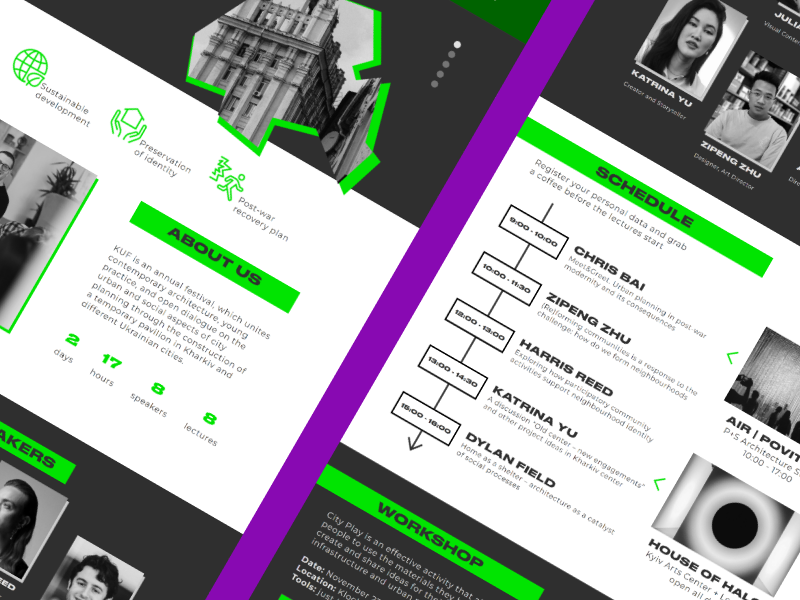 Sustainable
development
Preservation
of identity
Post-war
recovery plan
ABOUT US
KUF is an annual festival, which unites
contemporary architecture, young
practice, and open dialogue on the
urban and social aspects of city
planning through the construction of
a temporary pavilion in Kharkiv and
different Ukrainian cities.
2
days
17
hours
8
speakers
8
lectures
AKERS
EED
KATRINA YU
Creator and Storyteller
JULIA
Visual Conte
ZIPENG ZHU
Designer, Art Director
SCHEDULE
Register your personal data and grab
a coffee before the lectures start
9:00 - 10:00
CHRIS BAI
Meet&Greet. Urban planning in post-war
modernity and its consequences
10:00 - 11:30
ZIPENG ZHU
(Re)forming communities is a response to the
challenge: how do we form neighbourhoods
12:00 - 13:00
HARRIS REED
Exploring how participatory community
activities support neighbourhood identity
13:00 - 14:30
KATRINA YU
A discussion "Old center - new engagements"
and other project ideas in Kharkiv center
15:00 - 16:00
DYLAN FIELD
Home as a shelter - architecture as a catalyst
of social processes
AIR | POVIT
P+S Architecture S
10:00 - 17:00
HOUSE OF HAL
Kyiv Arts Center +
open all d
WORKSHOP
City Play is an effective activity that
people to use the materials they
create and share ideas for the
infrastructure and urban
Date: November 2
Location:
Tools: Just